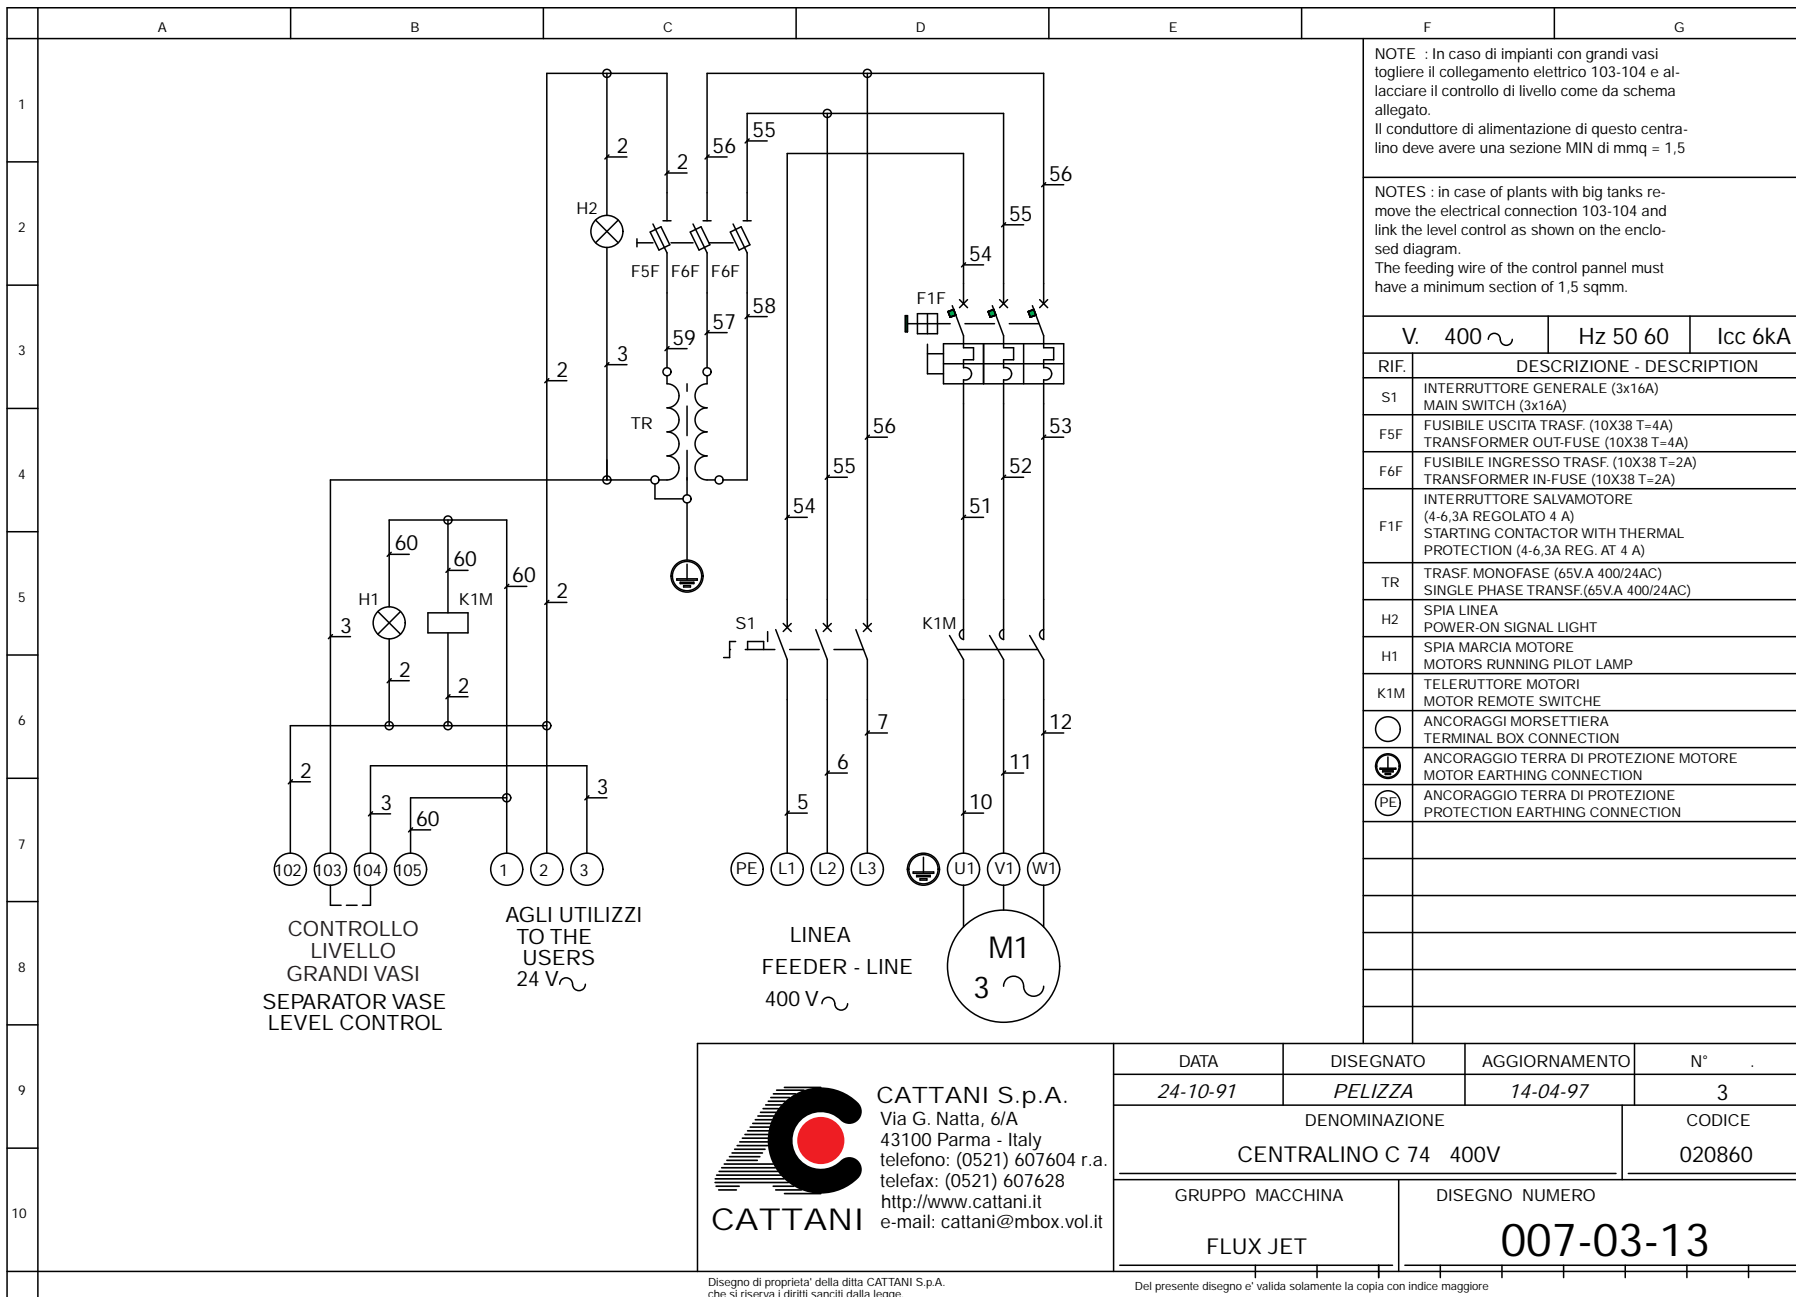 A B C D E F G
1
2
3
4
5
6
7
8
9
10
2
2
56
55
H2
F5F F6F F6F
59
57
58
3
2
TR
56
55
54
56
55
54
F1F
53
52
51
60
60
60
H1
K1M
3
2
2
2
S1
K1M
7
6
5
12
11
10
2
3
60
3
102 103 104 105 1 2 3
PE L1 L2 L3 U1 V1 W1
CONTROLLO
LIVELLO
GRANDI VASI
SEPARATOR VASE
LEVEL CONTROL
AGLI UTILIZZI
TO THE
USERS
24 V
LINEA
FEEDER - LINE
400 V
M1
3
NOTE : In caso di impianti con grandi vasi
togliere il collegamento elettrico 103-104 e al-
lacciare il controllo di livello come da schema
allegato.
Il conduttore di alimentazione di questo centra-
lino deve avere una sezione MIN di mmq = 1,5
NOTES : in case of plants with big tanks re-
move the electrical connection 103-104 and
link the level control as shown on the enclo-
sed diagram.
The feeding wire of the control pannel must
have a minimum section of 1,5 sqmm.
V. 400 Hz 50 60 Icc 6kA
RIF. DESCRIZIONE - DESCRIPTION
S1 INTERRUTTORE GENERALE (3x16A)
MAIN SWITCH (3x16A)
F5F FUSIBILE USCITA TRASF. (10X38 T=4A)
TRANSFORMER OUT-FUSE (10X38 T=4A)
F6F FUSIBILE INGRESSO TRASF. (10X38 T=2A)
TRANSFORMER IN-FUSE (10X38 T=2A)
F1F INTERRUTTORE SALVAMOTORE
(4-6,3A REGOLATO 4 A)
STARTING CONTACTOR WITH THERMAL
PROTECTION (4-6,3A REG. AT 4 A)
TR TRASF. MONOFASE (65V.A 400/24AC)
SINGLE PHASE TRANSF.(65V.A 400/24AC)
H2 SPIA LINEA
POWER-ON SIGNAL LIGHT
H1 SPIA MARCIA MOTORE
MOTORS RUNNING PILOT LAMP
K1M TELERUTTORE MOTORI
MOTOR REMOTE SWITCHE
ANCORAGGI MORSETTIERA
TERMINAL BOX CONNECTION
ANCORAGGIO TERRA DI PROTEZIONE MOTORE
MOTOR EARTHING CONNECTION
PE ANCORAGGIO TERRA DI PROTEZIONE
PROTECTION EARTHING CONNECTION
CATTANI
CATTANI S.p.A.
Via G. Natta, 6/A
43100 Parma - Italy
telefono: (0521) 607604 r.a.
telefax: (0521) 607628
http://www.cattani.it
e-mail: cattani@mbox.vol.it
DATA DISEGNATO AGGIORNAMENTO N° .
24-10-91 PELIZZA 14-04-97 3
DENOMINAZIONE CODICE
CENTRALINO C 74 400V 020860
GRUPPO MACCHINA DISEGNO NUMERO
FLUX JET 007-03-13
Disegno di proprieta' della ditta CATTANI S.p.A.
che si riserva i diritti sanciti dalla legge.
Del presente disegno e' valida solamente la copia con indice maggiore